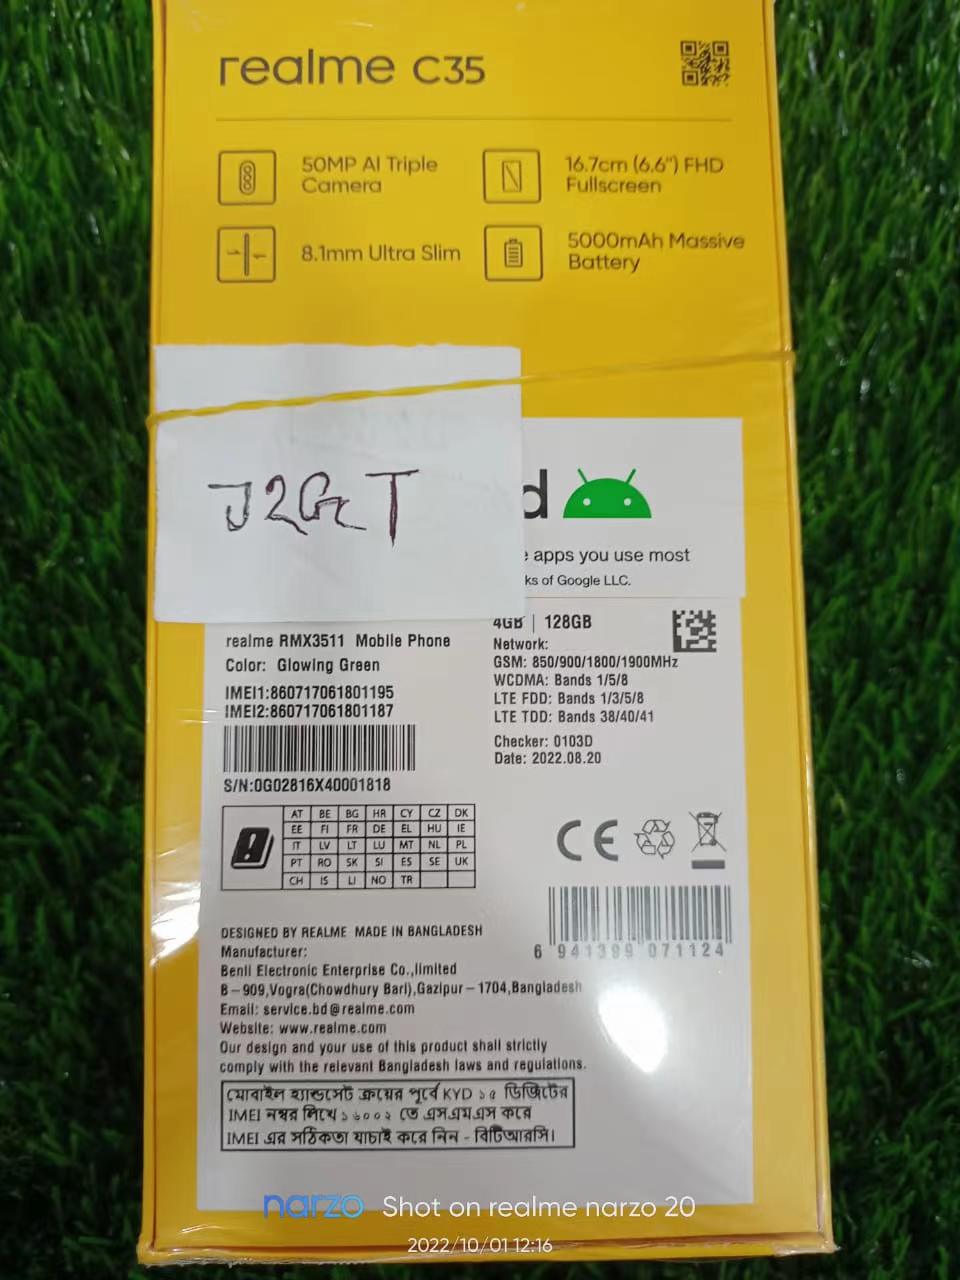 realme C35
50MP AI Triple
Camera
16.7cm (6.6") FHD
Fullscreen
8.1mm Ultra Slim
5000mAh Massive
Battery
J2GT
d
e apps you use most
ks of Google LLC.
realme RMX3511 Mobile Phone
Color: Glowing Green
IMEI1:860717061801195
IMEI2:860717061801187
S/N:0G02816X40001818
4GB | 128GB
Network:
GSM: 850/900/1800/1900MHz
WCDMA: Bands 1/5/8
LTE FDD: Bands 1/3/5/8
LTE TDD: Bands 38/40/41
Checker: 0103D
Date: 2022.08.20
AT BE BG HR CY CZ DK
EE FI FR DE EL HU IE
IT LV LT LU MT NL PL
PT RO SK SI ES SE UK
CH IS LI NO TR
CE
6 941399 071124
DESIGNED BY REALME MADE IN BANGLADESH
Manufacturer:
Benli Electronic Enterprise Co.,limited
B-909,Vogra(Chowdhury Bari),Gazipur-1704,Bangladesh
Email: service.bd@realme.com
Website: www.realme.com
Our design and your use of this product shall strictly
comply with the relevant Bangladesh laws and regulations.
মোবাইল হ্যান্ডসেট ক্রয়ের পূর্বে KYD ১৫ ডিজিটের
IMEI নম্বর লিখে ১৬০০২ তে এসএমএস করে
IMEI এর সঠিকতা যাচাই করে নিন - বিটিআরসি।
narzo Shot on realme narzo 20
2022/10/01 12:16